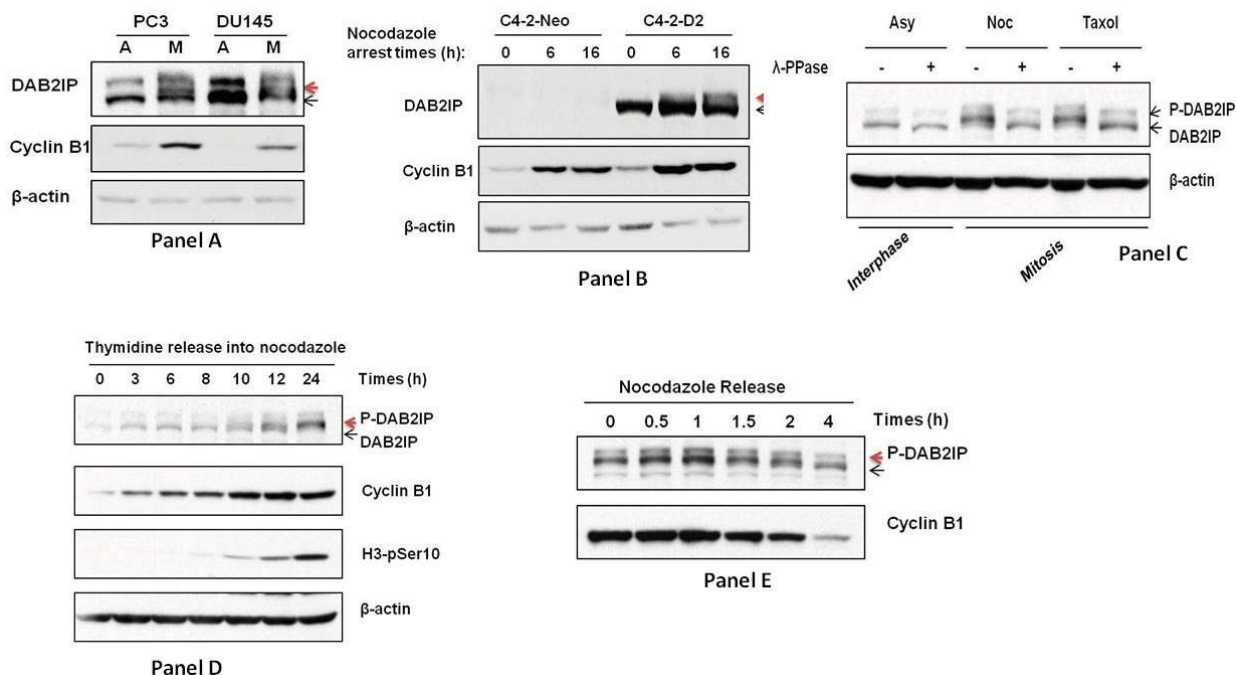 PC3 DU145
A M A M
DAB2IP
Cyclin B1
β-actin
Panel A
C4-2-Neo C4-2-D2
Nocodazole
arrest times (h): 0 6 16 0 6 16
DAB2IP
Cyclin B1
β-actin
Panel B
Asy Noc Taxol
λ-PPase - + - + - +
P-DAB2IP
DAB2IP
β-actin
Interphase Mitosis
Panel C
Thymidine release into nocodazole
0 3 6 8 10 12 24 Times (h)
P-DAB2IP
DAB2IP
Cyclin B1
H3-pSer10
β-actin
Panel D
Nocodazole Release
0 0.5 1 1.5 2 4 Times (h)
P-DAB2IP
Cyclin B1
Panel E